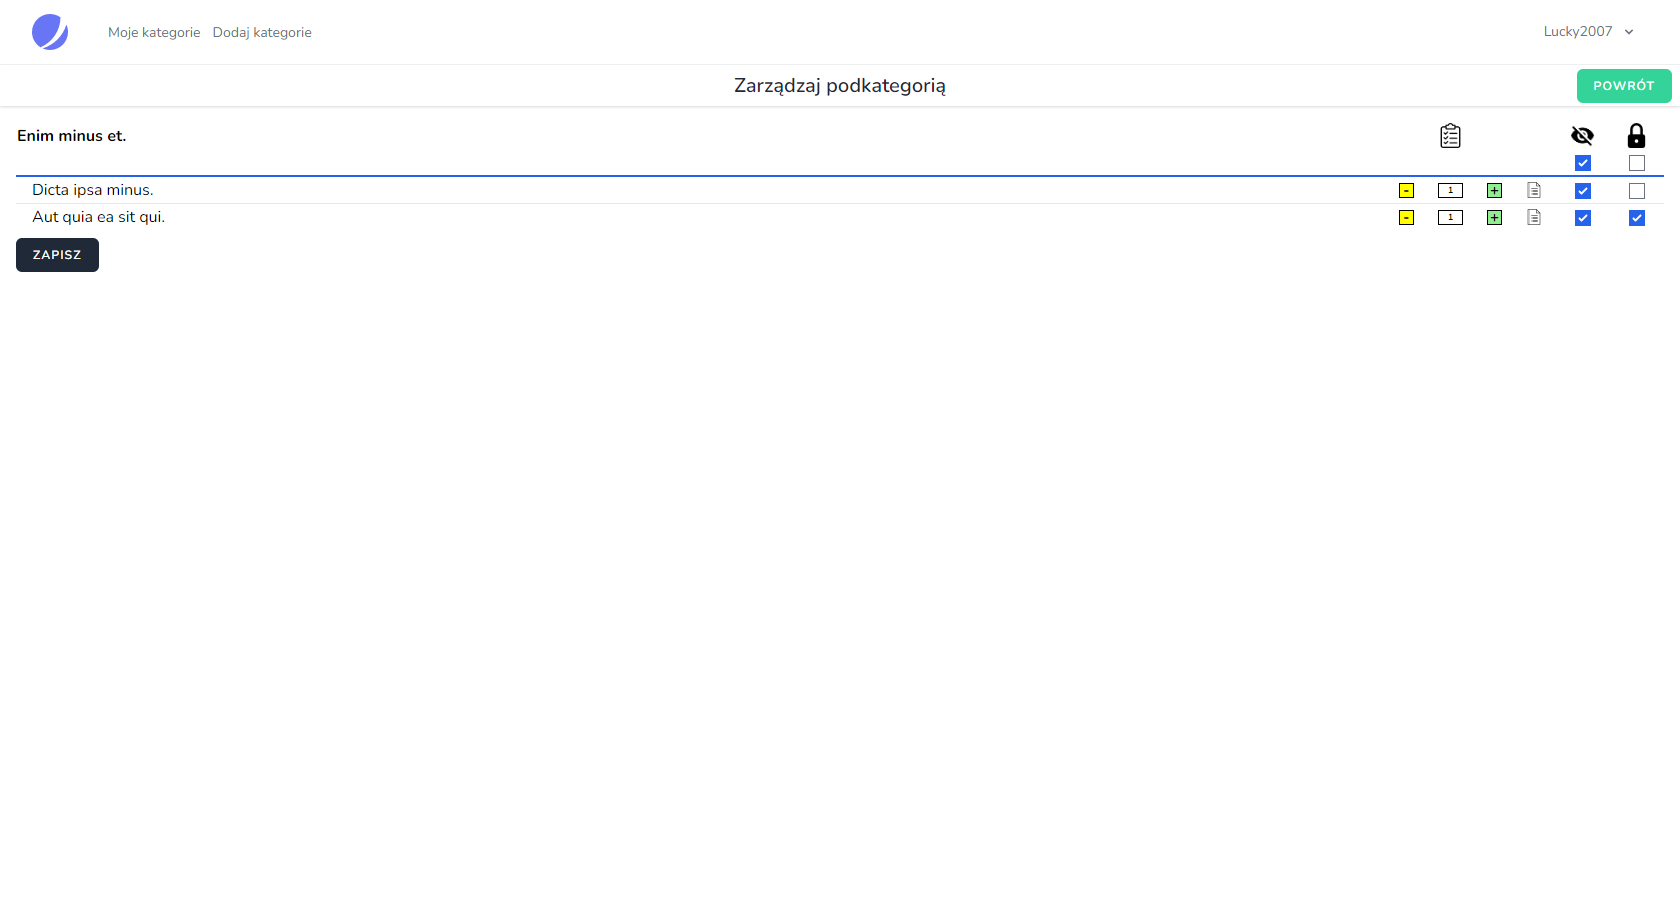 Moje kategorie Dodaj kategorie Lucky2007
Zarządzaj podkategorią POWRÓT
Enim minus et.
Dicta ipsa minus. - 1 +
Aut quia ea sit qui. - 1 +
ZAPISZ